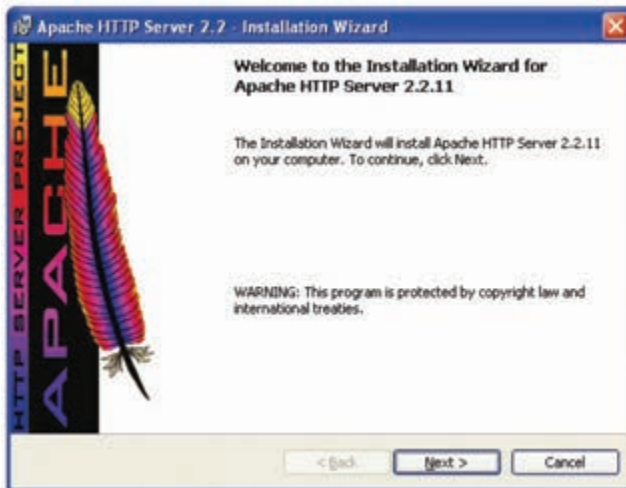 Apache HTTP Server 2.2 - Installation Wizard
HTTP SERVER PROJECT
APACHE
Welcome to the Installation Wizard for
Apache HTTP Server 2.2.11
The Installation Wizard will install Apache HTTP Server 2.2.11
on your computer. To continue, click Next.
WARNING: This program is protected by copyright law and
international treaties.
< Back
Next >
Cancel